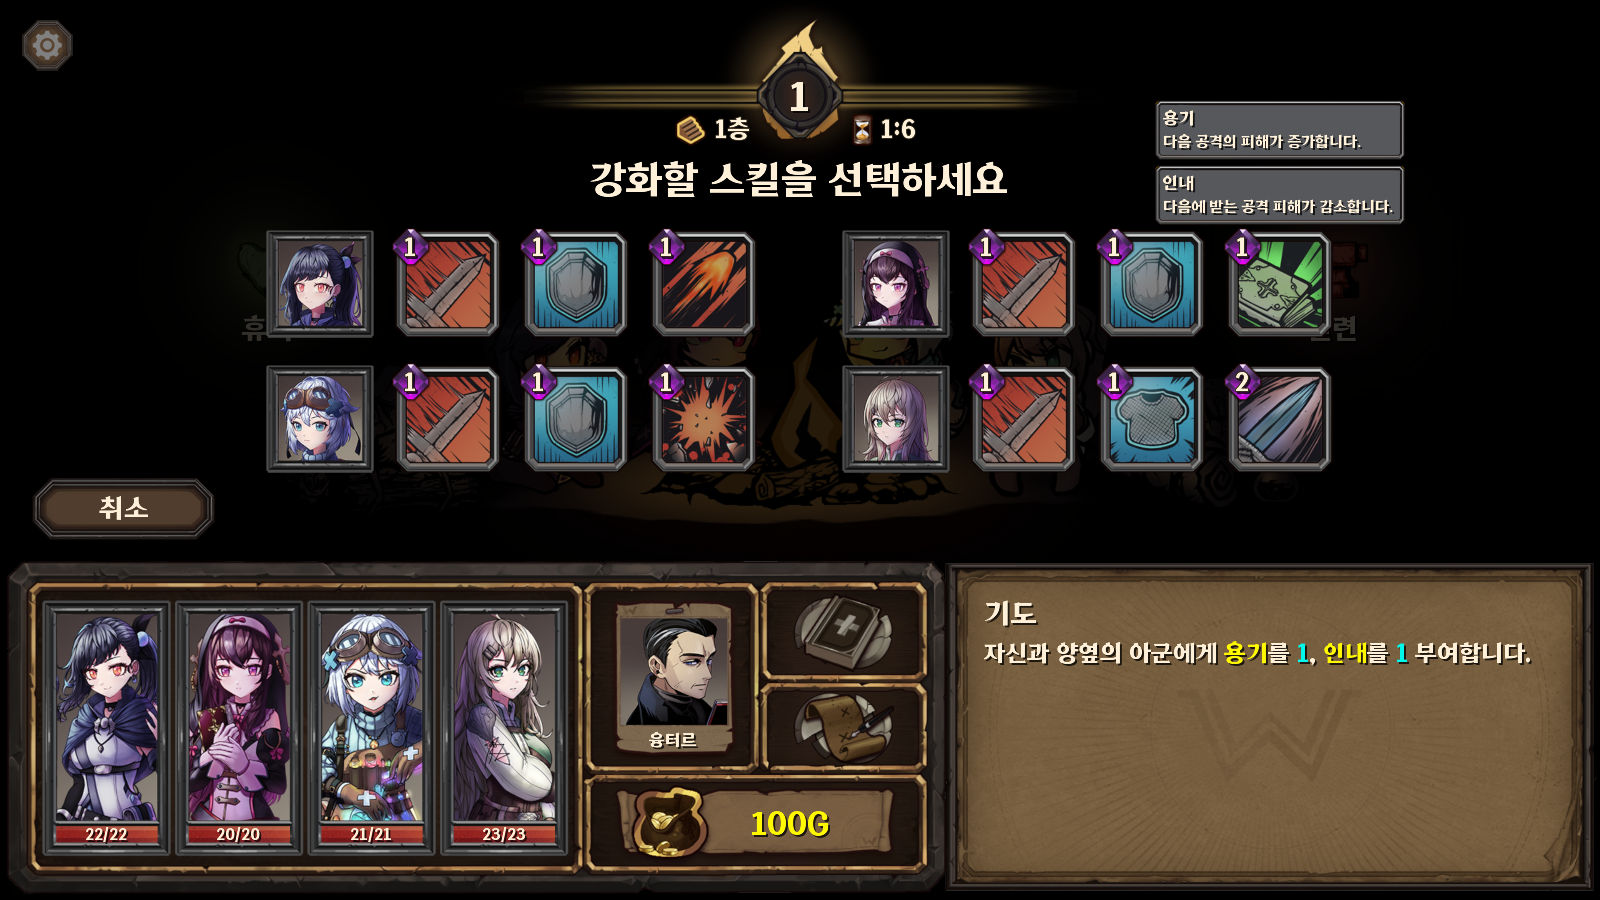 1
1층
1:6
강화할 스킬을 선택하세요
용기
다음 공격의 피해가 증가합니다.
인내
다음에 받는 공격 피해가 감소합니다.
1 1 1 1 1 1
1 1 1 1 1 2
취소
22/22
20/20
21/21
23/23
융터르
100G
기도
자신과 양옆의 아군에게 용기를 1, 인내를 1 부여합니다.